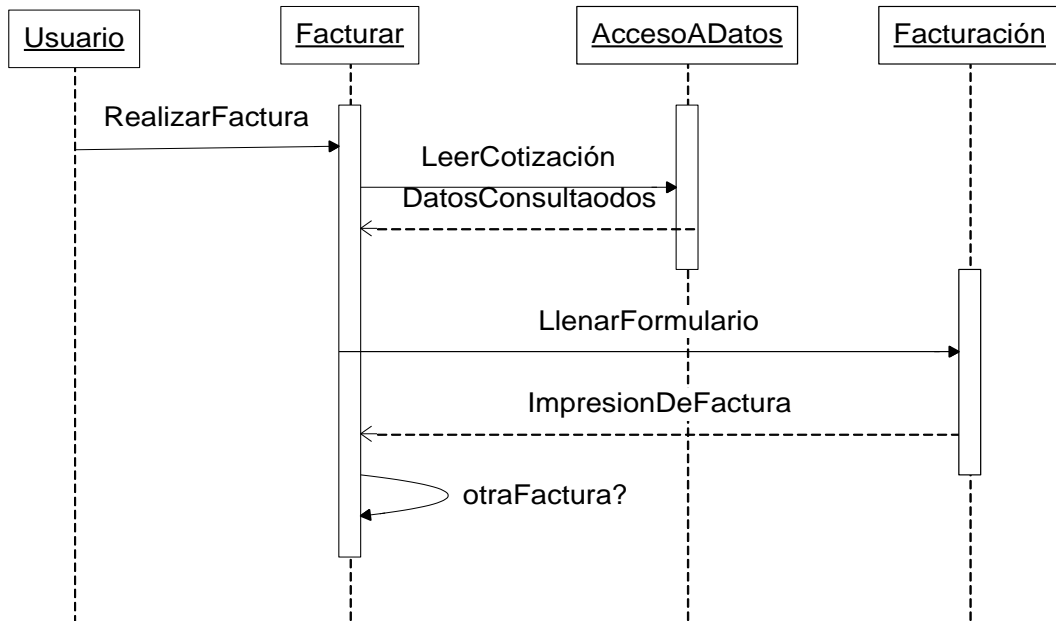 Usuario
Facturar
AccesoADatos
Facturación
RealizarFactura
LeerCotización
DatosConsultaodos
LlenarFormulario
ImpresionDeFactura
otraFactura?